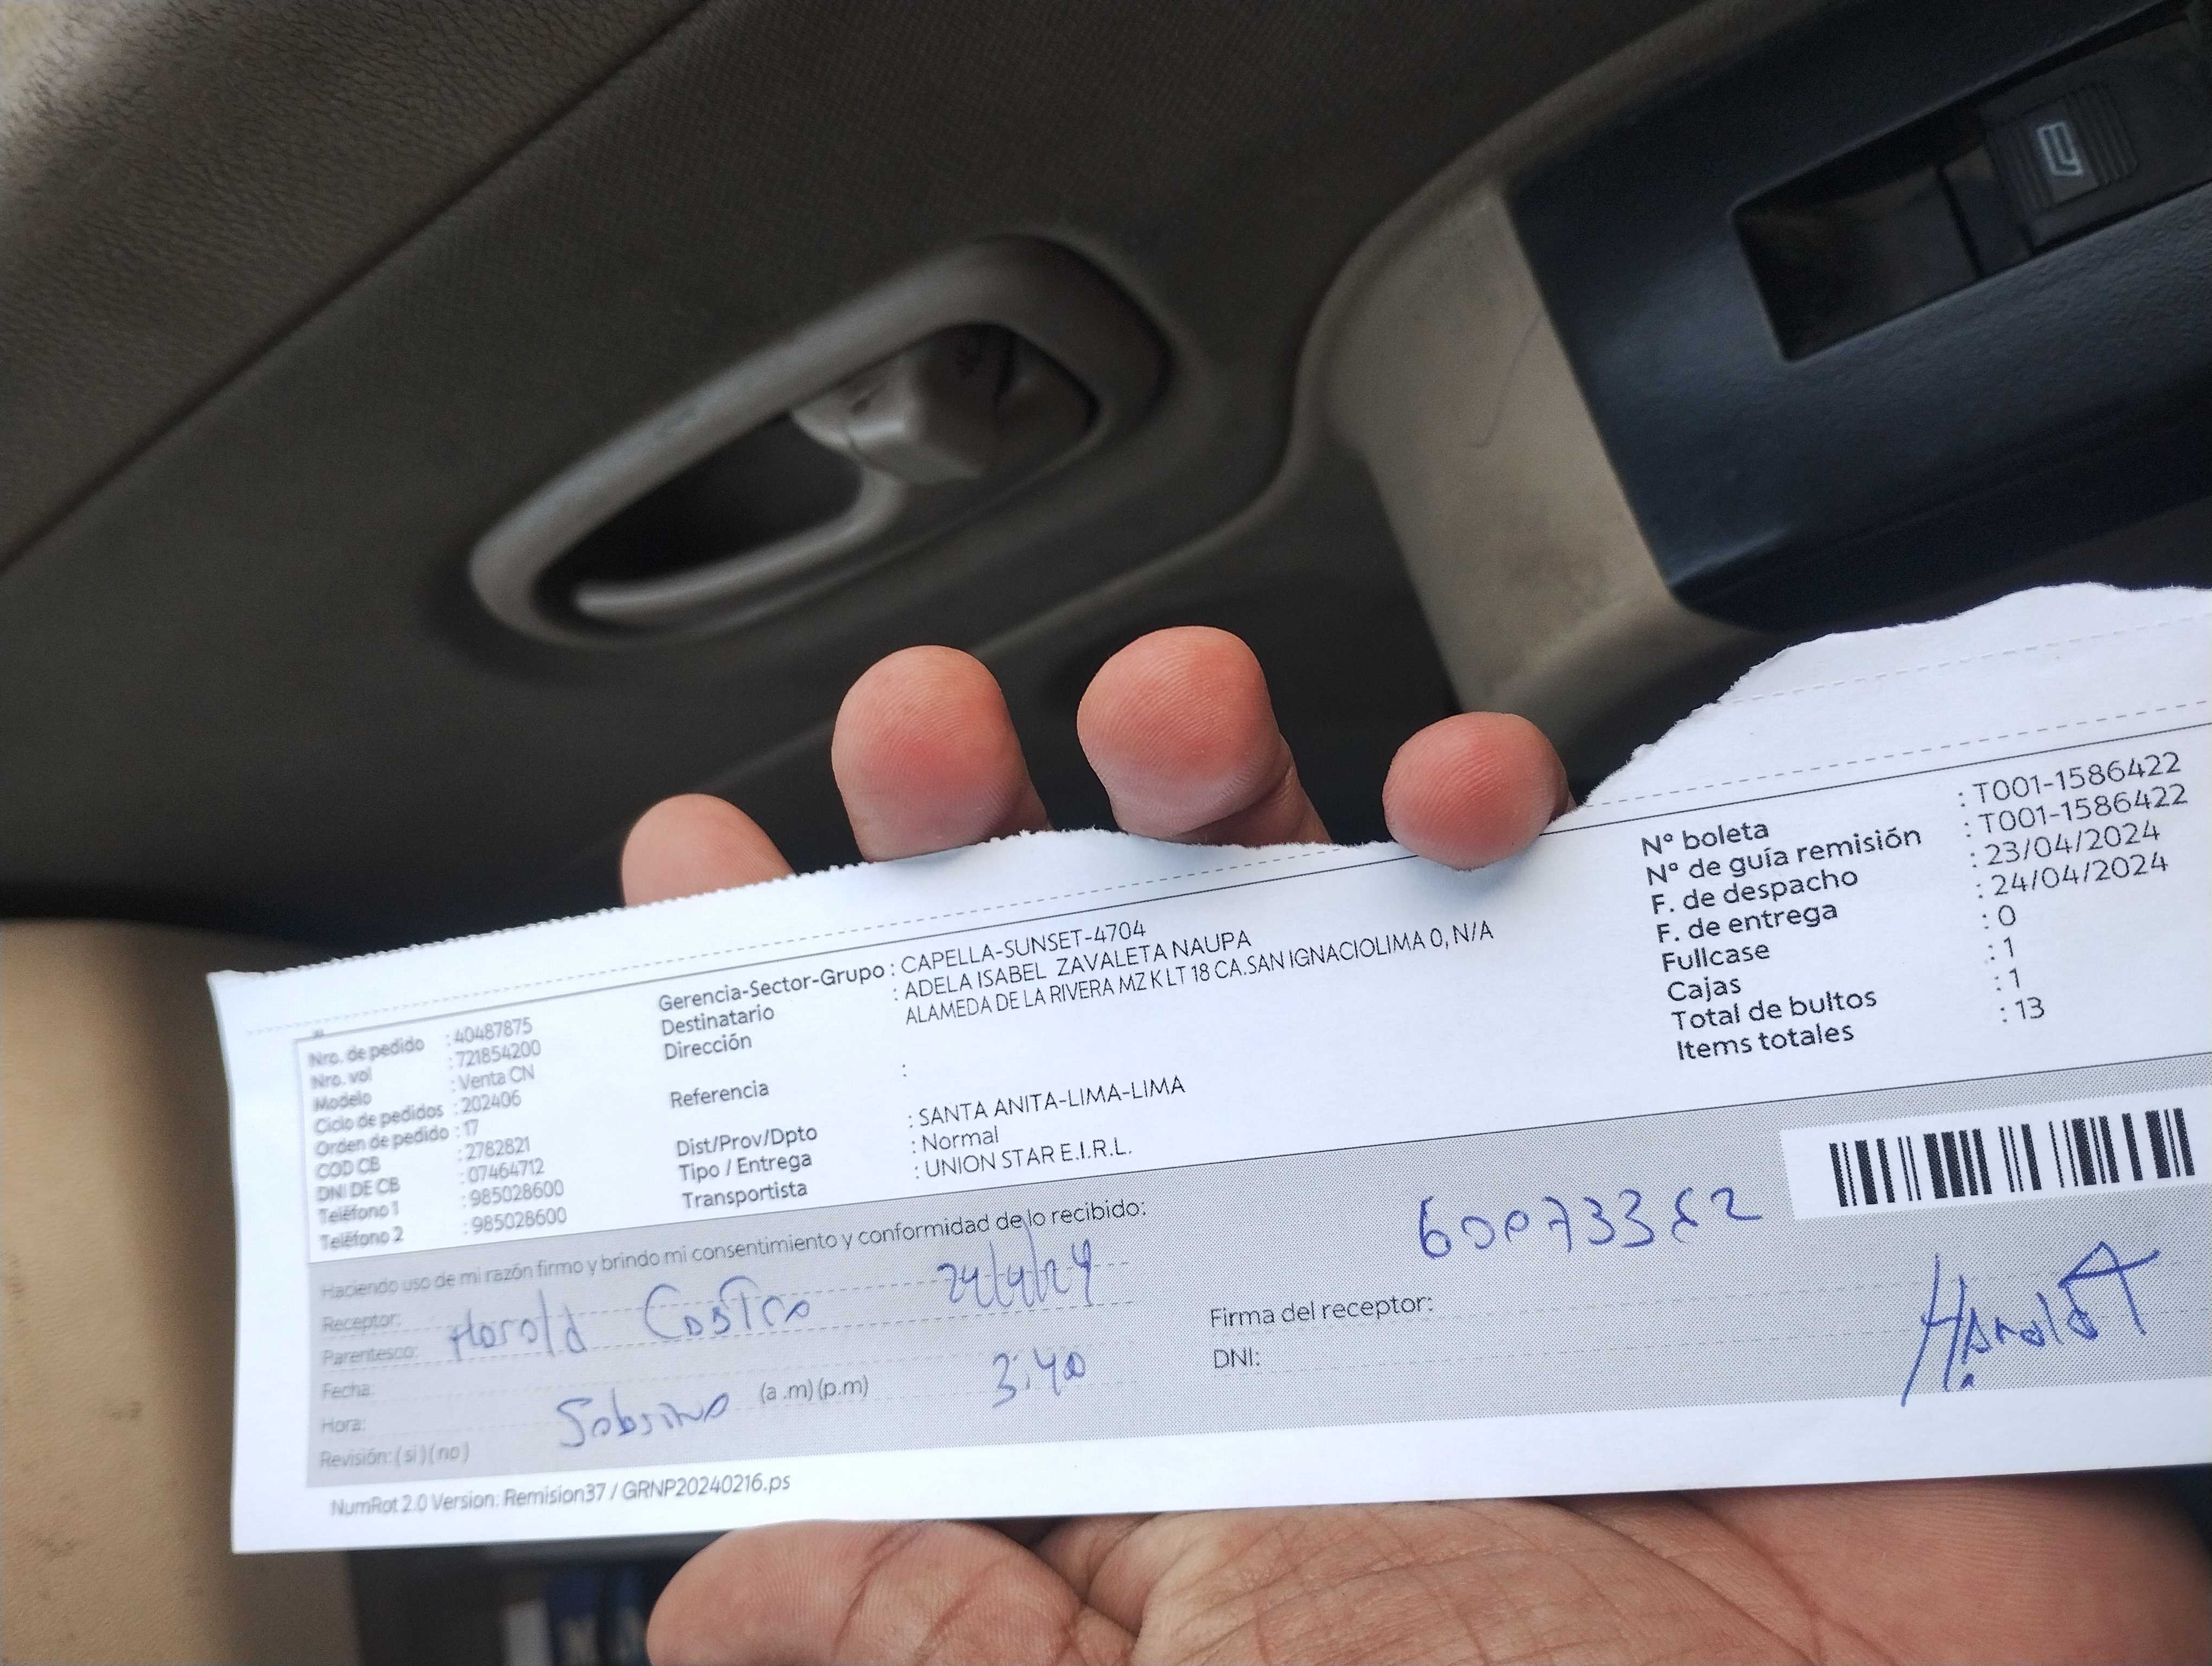 Nro. de pedido : 40487875
Nro. vol : 721854200
Modelo : Venta CN
Ciclo de pedidos : 202406
Orden de pedido : 17
COD CB : 2782821
DNI DE CB : 07464712
Teléfono 1 : 985028600
Teléfono 2 : 985028600
Gerencia-Sector-Grupo : CAPELLA-SUNSET-4704
Destinatario : ADELA ISABEL ZAVALETA NAUPA
Dirección ALAMEDA DE LA RIVERA MZ K LT 18 CA.SAN IGNACIOLIMA 0, N/A
Referencia :
Dist/Prov/Dpto : SANTA ANITA-LIMA-LIMA
Tipo / Entrega : Normal
Transportista : UNION STAR E.I.R.L.
Nº boleta : T001-1586422
Nº de guía remisión : T001-1586422
F. de despacho : 23/04/2024
F. de entrega : 24/04/2024
Fullcase : 0
Cajas : 1
Total de bultos : 1
Items totales : 13
Haciendo uso de mi razón firmo y brindo mi consentimiento y conformidad de lo recibido:
Receptor: Harold Castro 24/4/24
Parentesco:
Fecha:
Hora: Sobrino (a .m) (p.m) 3:40
Revisión: ( si ) ( no )
Firma del receptor:
DNI:
Harold
NumRot 2.0 Version: Remision37 / GRNP20240216.ps